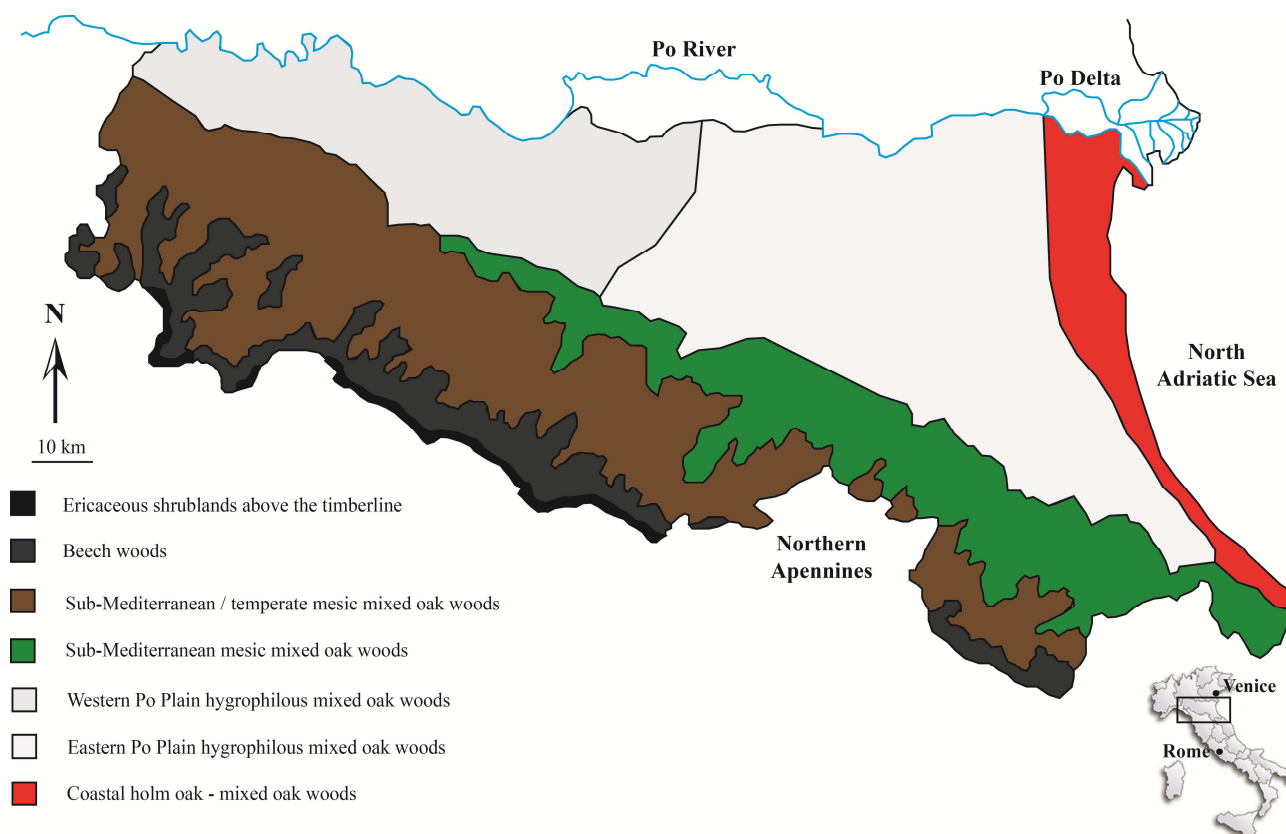 Po River
Po Delta
N
10 km
North
Adriatic Sea
Northern
Apennines
Ericaceous shrublands above the timberline
Beech woods
Sub-Mediterranean / temperate mesic mixed oak woods
Sub-Mediterranean mesic mixed oak woods
Western Po Plain hygrophilous mixed oak woods
Eastern Po Plain hygrophilous mixed oak woods
Coastal holm oak - mixed oak woods
Venice
Rome